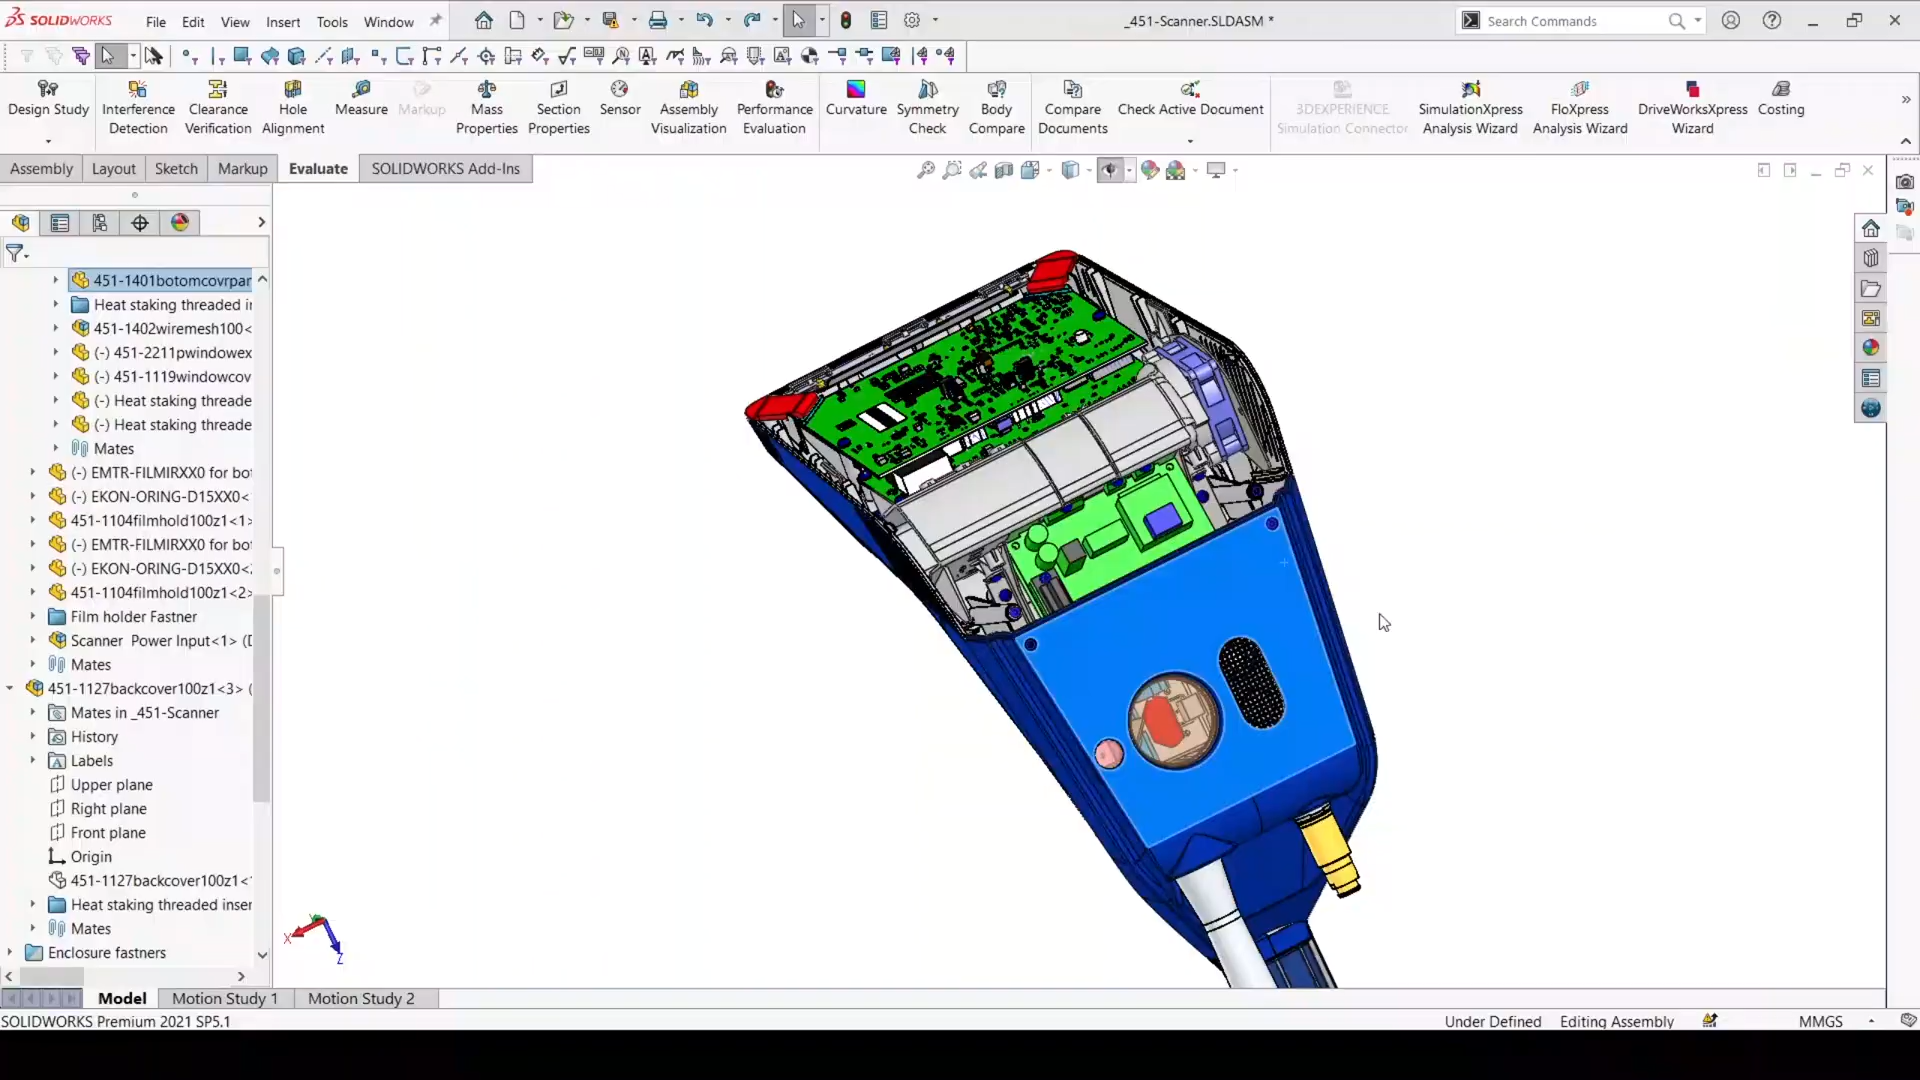 SOLIDWORKS File Edit View Insert Tools Window _451-Scanner.SLDASM * Search Commands
Design Study Interference Detection Clearance Verification Hole Alignment Measure Markup Mass Properties Section Properties Sensor Assembly Visualization Performance Evaluation Curvature Symmetry Check Body Compare Compare Documents Check Active Document 3DEXPERIENCE Simulation Connector SimulationXpress Analysis Wizard FloXpress Analysis Wizard DriveWorksXpress Wizard Costing
Assembly Layout Sketch Markup Evaluate SOLIDWORKS Add-Ins
451-1401botomcovrpar
Heat staking threaded i
451-1402wiremesh100<
(-) 451-2211pwindowex
(-) 451-1119windowcov
(-) Heat staking threade
(-) Heat staking threade
Mates
(-) EMTR-FILMIRXX0 for bo
(-) EKON-ORING-D15XX0<
451-1104filmhold100z1<1>
(-) EMTR-FILMIRXX0 for bo
(-) EKON-ORING-D15XX0<
451-1104filmhold100z1<2>
Film holder Fastner
Scanner Power Input<1> (D
Mates
451-1127backcover100z1<3> (
Mates in _451-Scanner
History
Labels
Upper plane
Right plane
Front plane
Origin
451-1127backcover100z1<
Heat staking threaded inser
Mates
Enclosure fastners
X
Z
Model Motion Study 1 Motion Study 2
SOLIDWORKS Premium 2021 SP5.1 Under Defined Editing Assembly MMGS